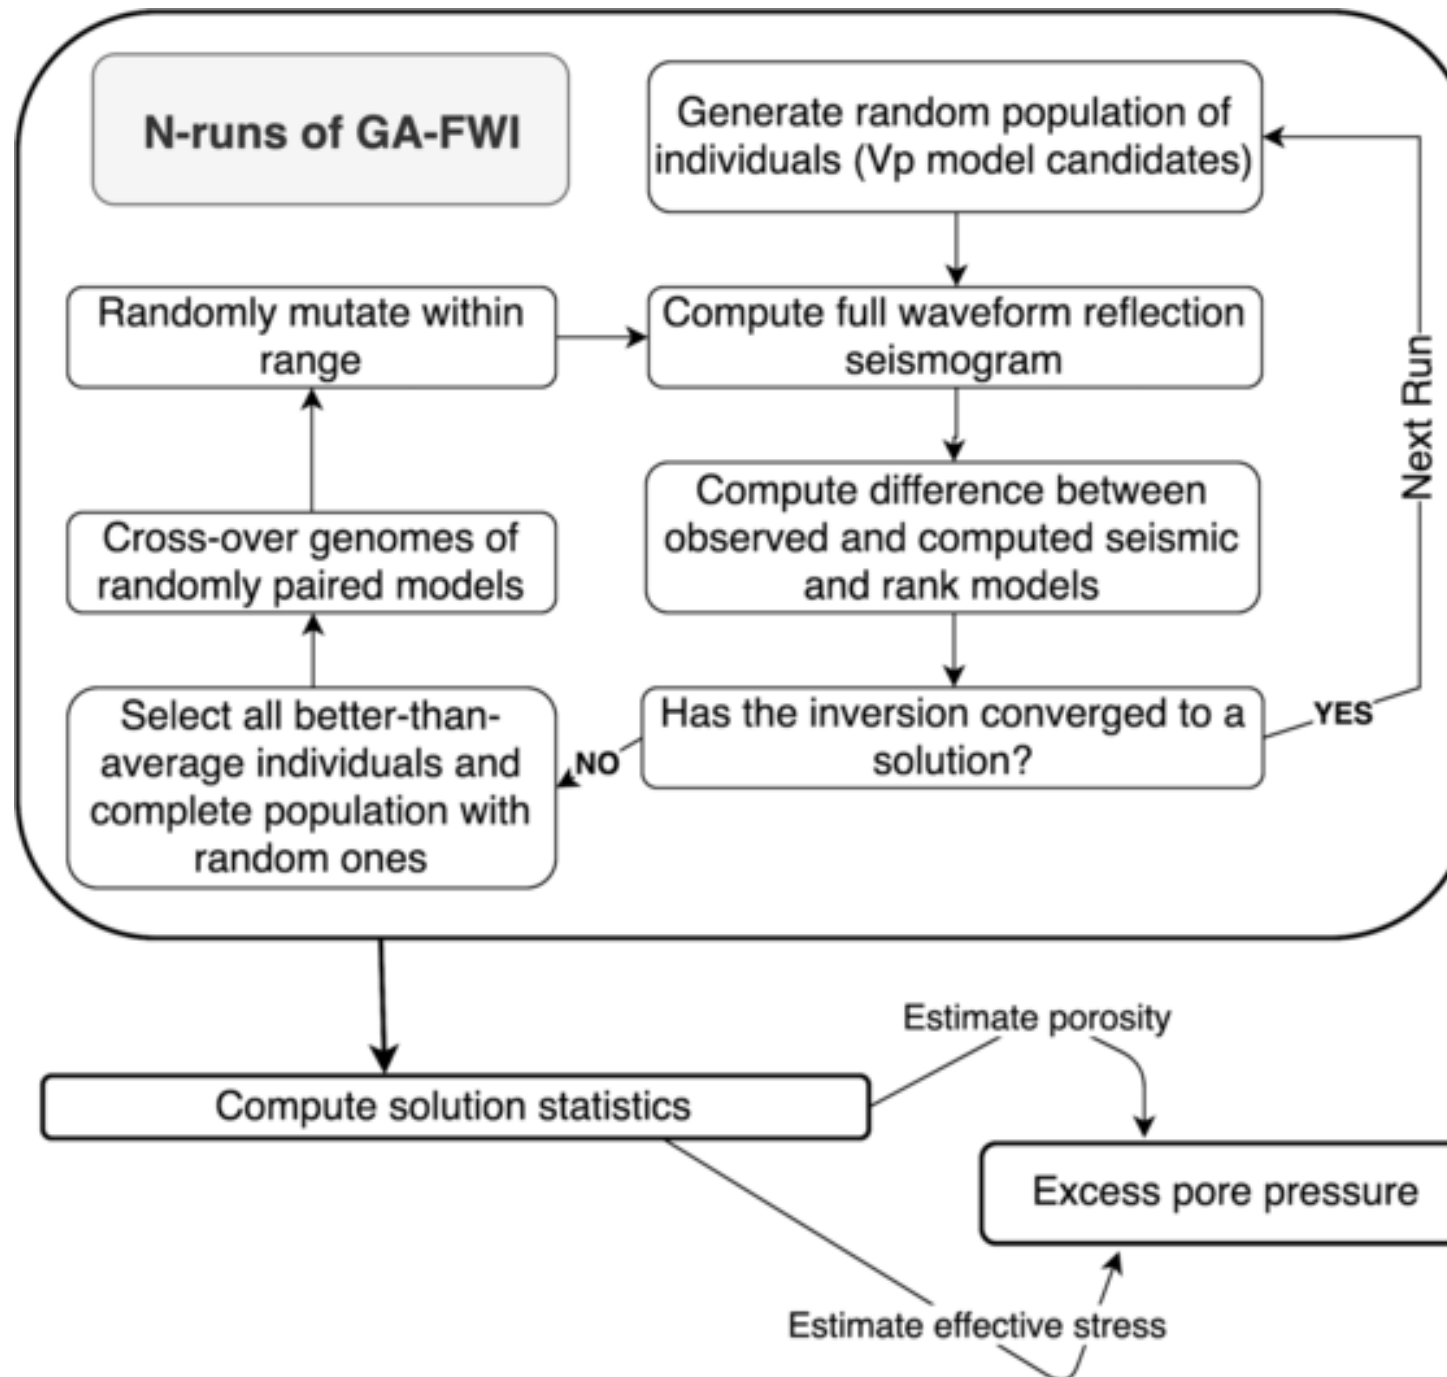 N-runs of GA-FWI
Generate random population of
individuals (Vp model candidates)
Randomly mutate within
range
Compute full waveform reflection
seismogram
Next Run
Cross-over genomes of
randomly paired models
Compute difference between
observed and computed seismic
and rank models
Select all better-than-
average individuals and
complete population with
random ones
NO
Has the inversion converged to a
solution?
YES
Estimate porosity
Compute solution statistics
Excess pore pressure
Estimate effective stress